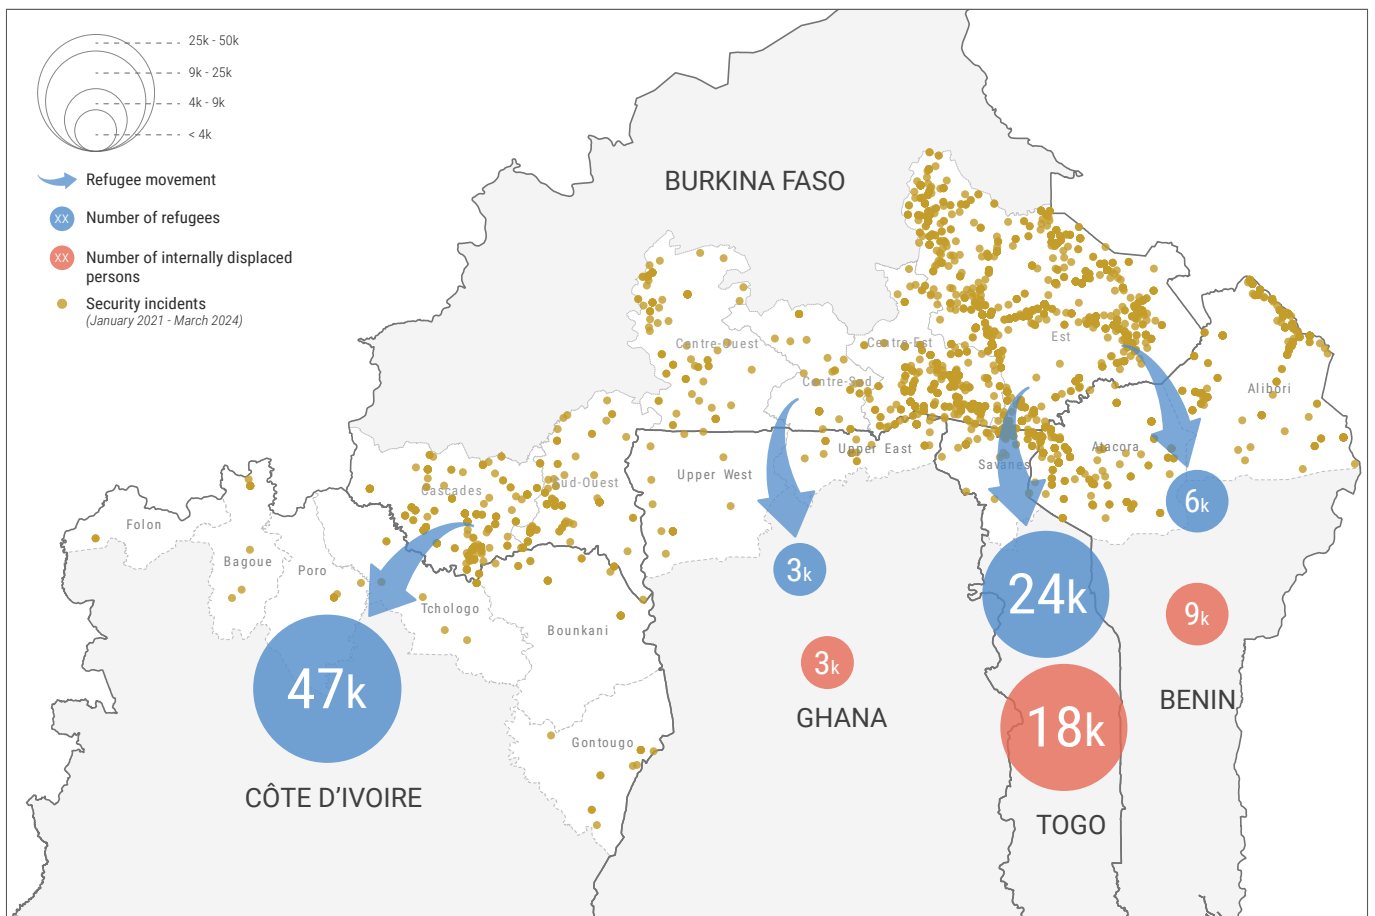 25k - 50k
9k - 25k
4k - 9k
< 4k
Refugee movement
XX Number of refugees
XX Number of internally displaced
persons
Security incidents
(January 2021 - March 2024)
BURKINA FASO
Centre-Ouest
Centre-Est
Est
Centre-Sud
Alibori
Upper East
Atacora
Upper West
Savanes
Cascades
Sud-Ouest
6k
Folon
Bagoue
Poro
3k
24k
Tchologo
Bounkani
9k
3k
47k
BENIN
GHANA
18k
Gontougo
CÔTE D'IVOIRE
TOGO